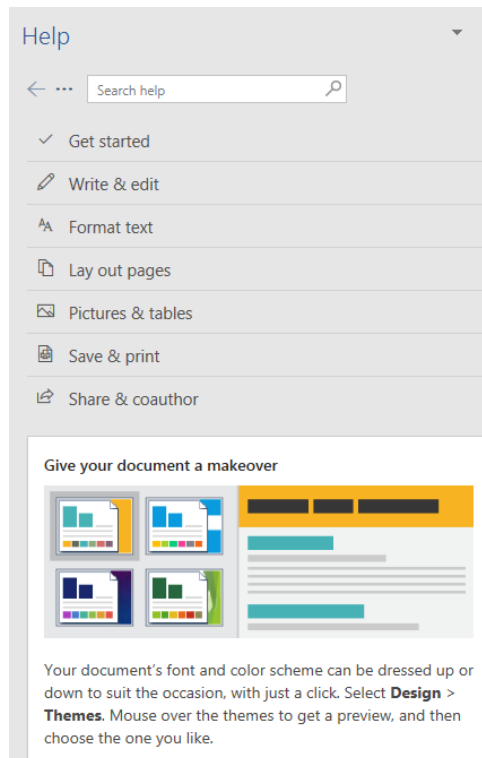 Help
Search help
Get started
Write & edit
Format text
Lay out pages
Pictures & tables
Save & print
Share & coauthor
Give your document a makeover
Your document's font and color scheme can be dressed up or
down to suit the occasion, with just a click. Select Design >
Themes. Mouse over the themes to get a preview, and then
choose the one you like.